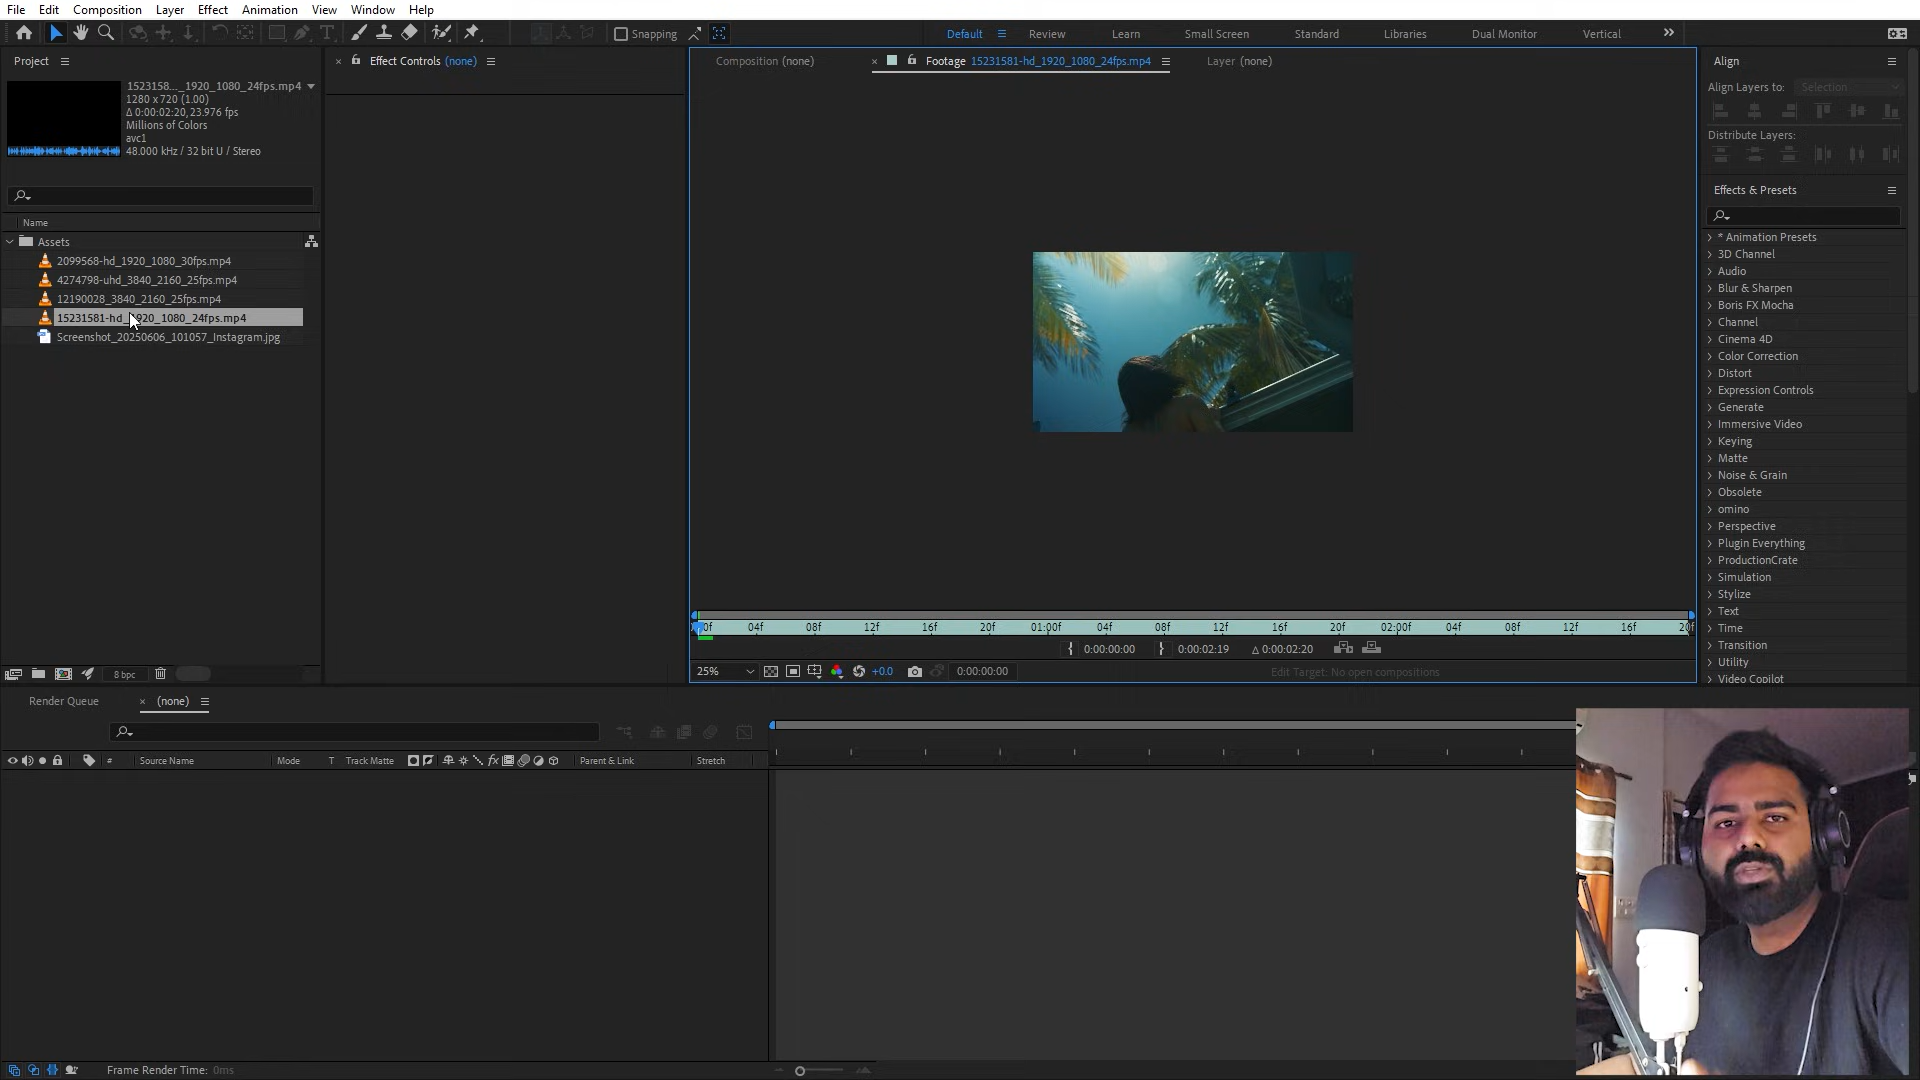 File Edit Composition Layer Effect Animation View Window Help
Snapping
Default Review Learn Small Screen Standard Libraries Dual Monitor Vertical
Project
1523158..._1920_1080_24fps.mp4
1280 x 720 (1.00)
Δ 0:00:02:20, 23.976 fps
Millions of Colors
avc1
48.000 kHz / 32 bit U / Stereo
Name
Assets
2099568-hd_1920_1080_30fps.mp4
4274798-uhd_3840_2160_25fps.mp4
12190028_3840_2160_25fps.mp4
15231581-hd_1920_1080_24fps.mp4
Screenshot_20250606_101057_Instagram.jpg
8 bpc
Effect Controls (none)
Composition (none) Footage 15231581-hd_1920_1080_24fps.mp4 Layer (none)
04f 08f 12f 16f 20f 01:00f 04f 08f 12f 16f 20f 02:00f 04f 08f 12f 16f
0:00:00:00 0:00:02:19 Δ 0:00:02:20
25% +0.0 0:00:00:00 Edit Target: No open compositions
Align
Align Layers to: Selection
Distribute Layers:
Effects & Presets
* Animation Presets
3D Channel
Audio
Blur & Sharpen
Boris FX Mocha
Channel
Cinema 4D
Color Correction
Distort
Expression Controls
Generate
Immersive Video
Keying
Matte
Noise & Grain
Obsolete
omino
Perspective
Plugin Everything
ProductionCrate
Simulation
Stylize
Text
Time
Transition
Utility
Video Copilot
Render Queue (none)
# Source Name Mode T Track Matte fx Parent & Link Stretch
Frame Render Time: 0ms